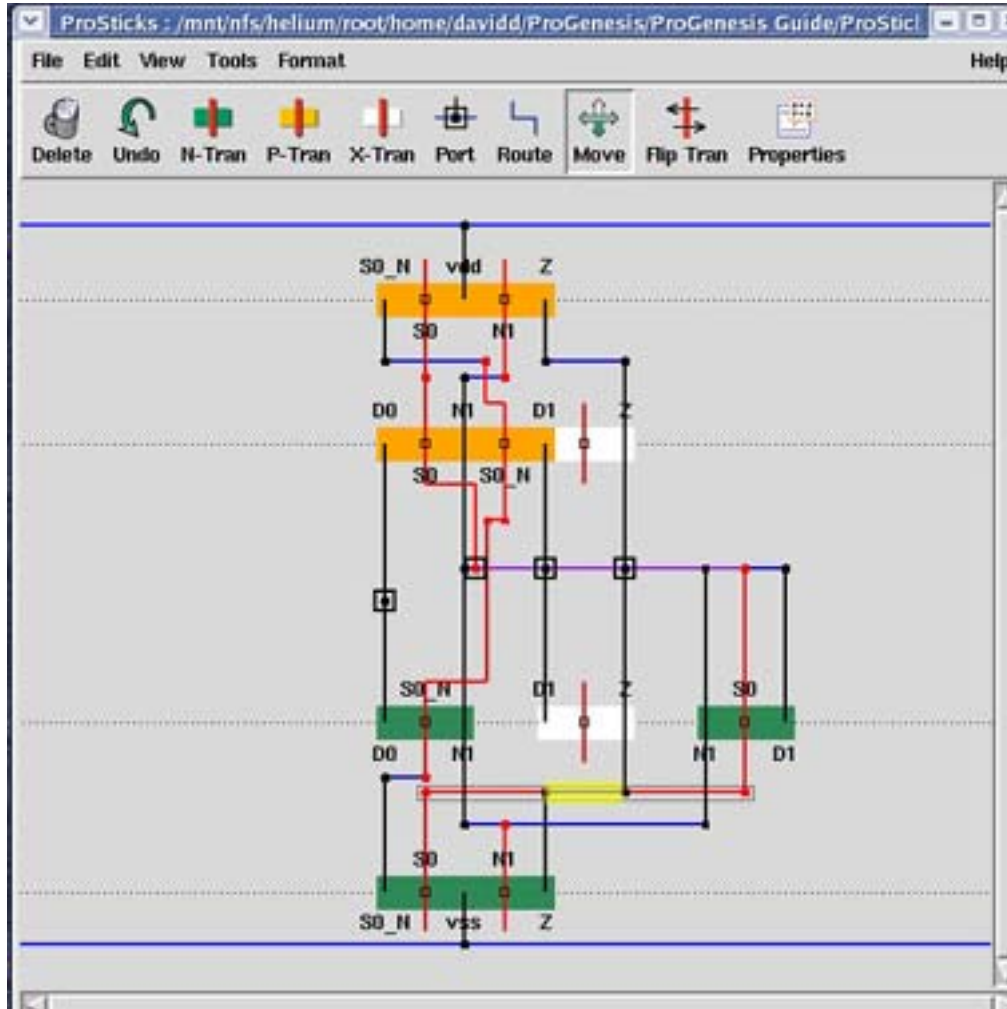 ProSticks : /mnt/nfs/helium/root/home/davidd/ProGenesis/ProGenesis Guide/ProStick
File Edit View Tools Format Help
Delete Undo N-Tran P-Tran X-Tran Port Route Move Flip Tran Properties
S0_N vdd Z
S0 N1
D0 N1 D1 Z
S0 S0_N
S0_N D1 Z S0
D0 N1 N1 D1
S0 N1
S0_N vss Z